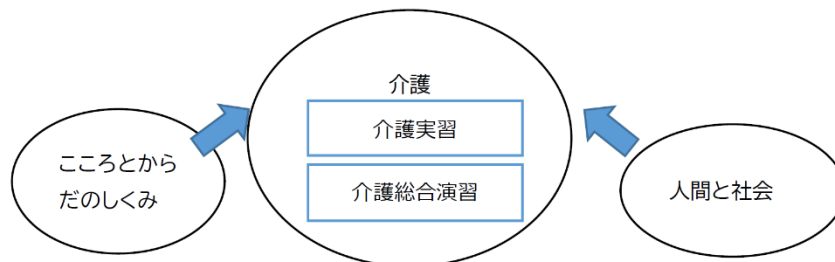 介護
介護実習
こころとから
だのしくみ
介護総合演習
人間と社会